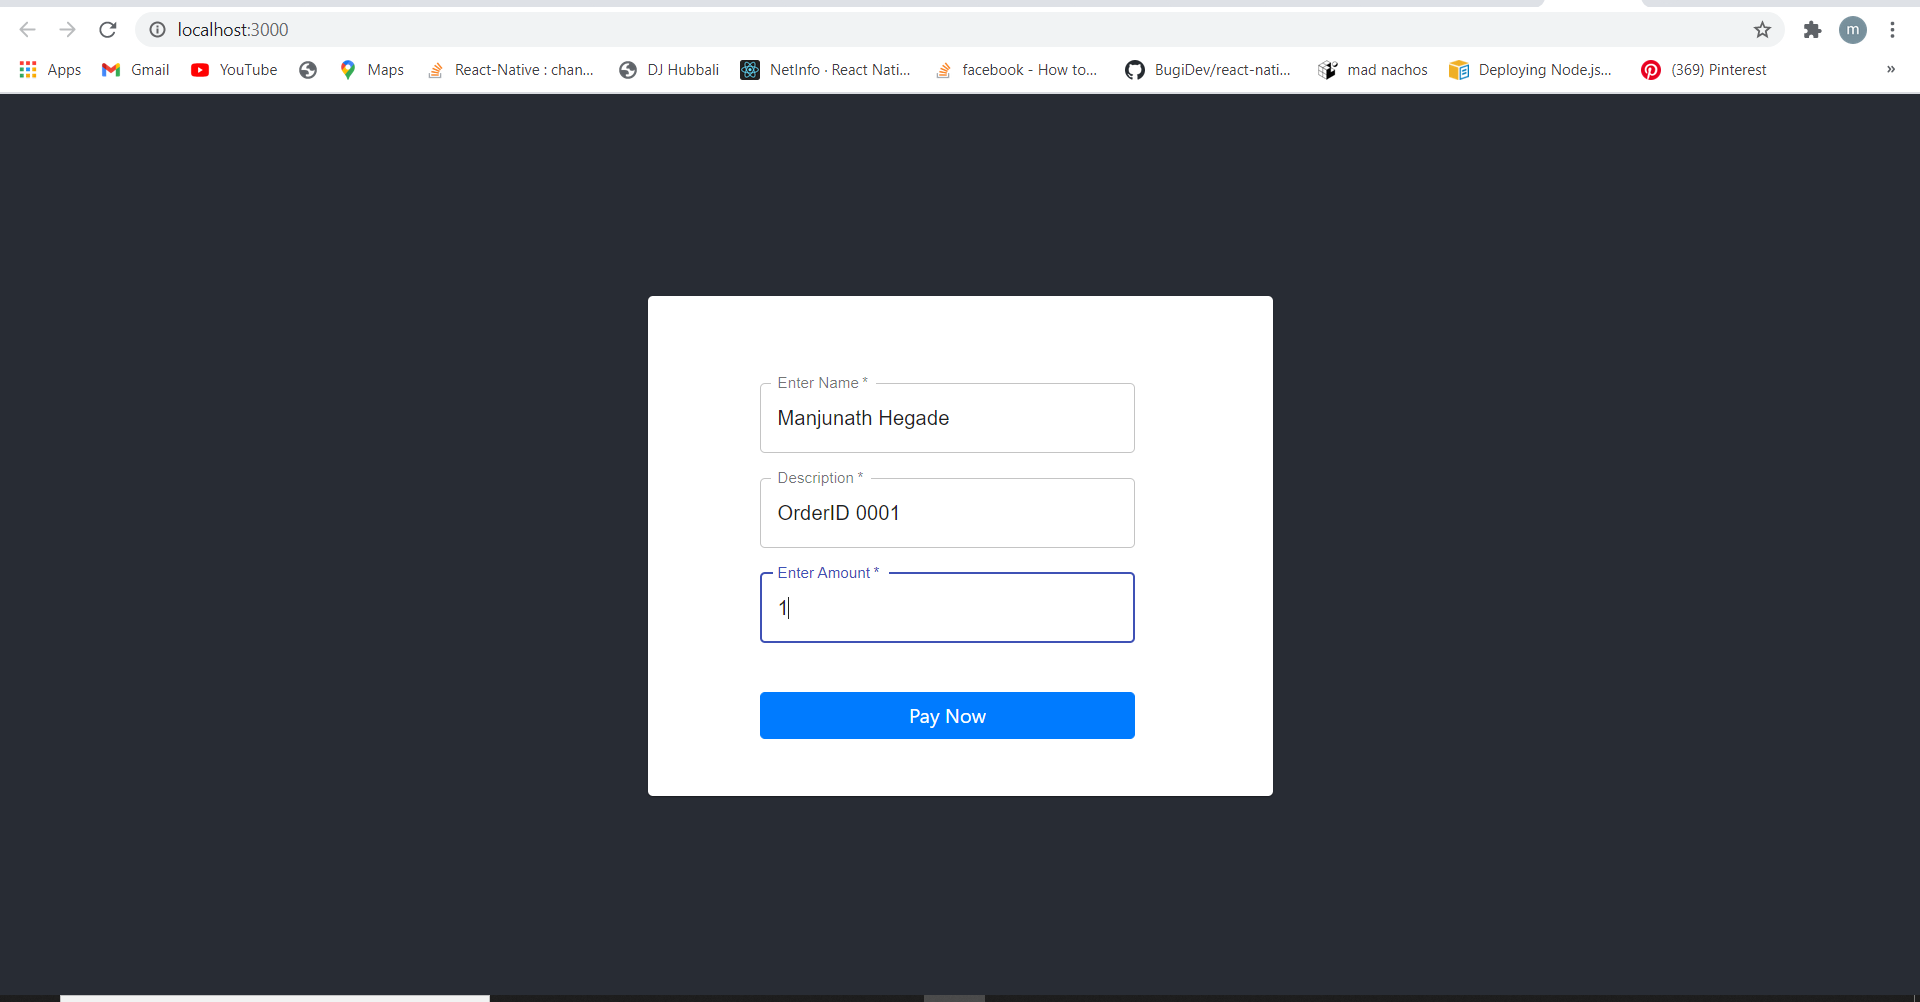 localhost:3000
m
Apps Gmail YouTube Maps React-Native : chan... DJ Hubbali NetInfo · React Nati... facebook - How to... BugiDev/react-nati... mad nachos Deploying Node.js... (369) Pinterest »
Enter Name *
Manjunath Hegade
Description *
OrderID 0001
Enter Amount *
1
Pay Now